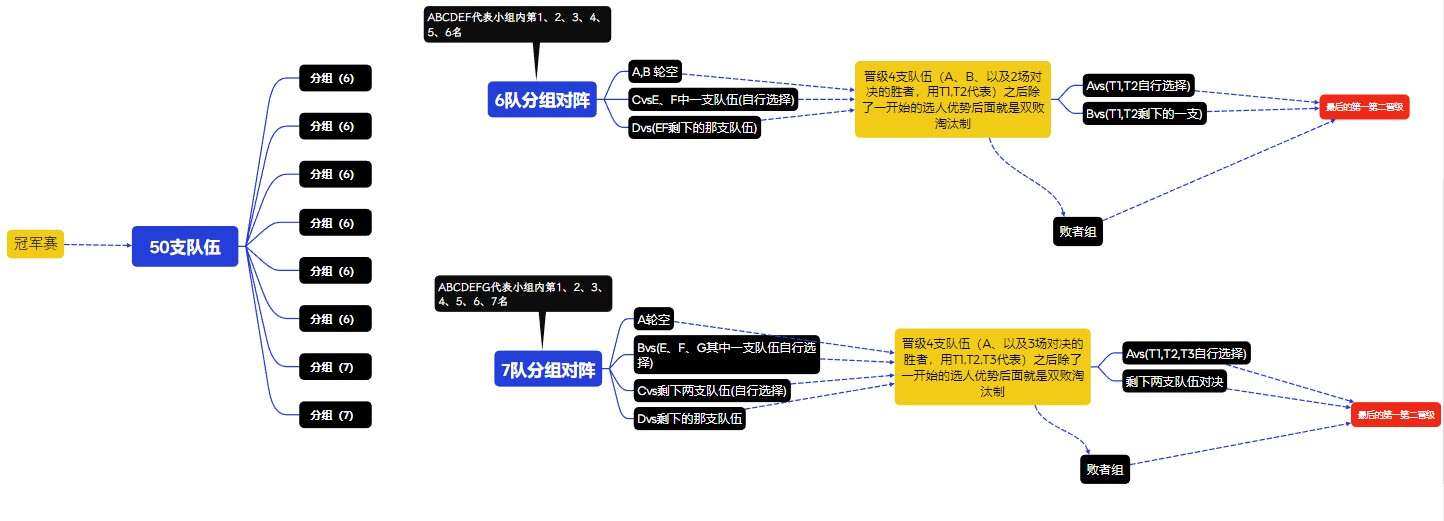 冠军赛
50支队伍
分组（6）
分组（6）
分组（6）
分组（6）
分组（6）
分组（6）
分组（7）
分组（7）
ABCDEF代表小组内第1、2、3、4、
5、6名
6队分组对阵
A,B 轮空
CvsE、F中一支队伍(自行选择)
Dvs(EF剩下的那支队伍)
晋级4支队伍（A、B、以及2场对
决的胜者，用T1,T2代表）之后除
了一开始的选人优势后面就是双败
淘汰制
Avs(T1,T2自行选择)
Bvs(T1,T2剩下的一支)
最后的第一第二晋级
败者组
ABCDEFG代表小组内第1、2、3、
4、5、6、7名
7队分组对阵
A轮空
Bvs(E、F、G其中一支队伍自行选
择)
Cvs剩下两支队伍(自行选择)
Dvs剩下的那支队伍
晋级4支队伍（A、以及3场对决的
胜者，用T1,T2,T3代表）之后除了
一开始的选人优势后面就是双败淘
汰制
Avs(T1,T2,T3自行选择)
剩下两支队伍对决
最后的第一第二晋级
败者组